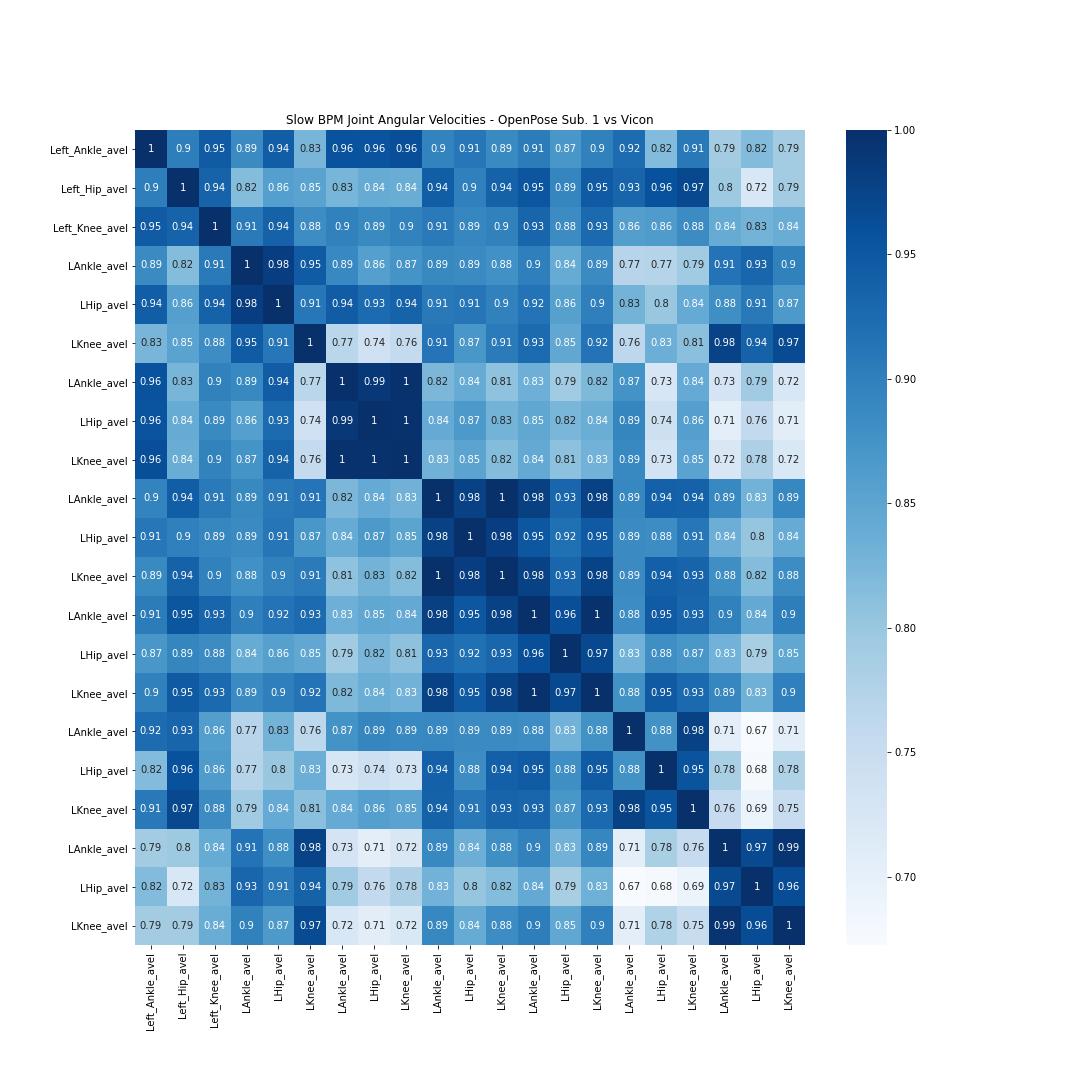 Slow BPM Joint Angular Velocities - OpenPose Sub. 1 vs Vicon
Left_Ankle_avel 1 0.9 0.95 0.89 0.94 0.83 0.96 0.96 0.96 0.9 0.91 0.89 0.91 0.87 0.9 0.92 0.82 0.91 0.79 0.82 0.79
Left_Hip_avel 0.9 1 0.94 0.82 0.86 0.85 0.83 0.84 0.84 0.94 0.9 0.94 0.95 0.89 0.95 0.93 0.96 0.97 0.8 0.72 0.79
Left_Knee_avel 0.95 0.94 1 0.91 0.94 0.88 0.9 0.89 0.9 0.91 0.89 0.9 0.93 0.88 0.93 0.86 0.86 0.88 0.84 0.83 0.84
LAnkle_avel 0.89 0.82 0.91 1 0.98 0.95 0.89 0.86 0.87 0.89 0.89 0.88 0.9 0.84 0.89 0.77 0.77 0.79 0.91 0.93 0.9
LHip_avel 0.94 0.86 0.94 0.98 1 0.91 0.94 0.93 0.94 0.91 0.91 0.9 0.92 0.86 0.9 0.83 0.8 0.84 0.88 0.91 0.87
LKnee_avel 0.83 0.85 0.88 0.95 0.91 1 0.77 0.74 0.76 0.91 0.87 0.91 0.93 0.85 0.92 0.76 0.83 0.81 0.98 0.94 0.97
LAnkle_avel 0.96 0.83 0.9 0.89 0.94 0.77 1 0.99 1 0.82 0.84 0.81 0.83 0.79 0.82 0.87 0.73 0.84 0.73 0.79 0.72
LHip_avel 0.96 0.84 0.89 0.86 0.93 0.74 0.99 1 1 0.84 0.87 0.83 0.85 0.82 0.84 0.89 0.74 0.86 0.71 0.76 0.71
LKnee_avel 0.96 0.84 0.9 0.87 0.94 0.76 1 1 1 0.83 0.85 0.82 0.84 0.81 0.83 0.89 0.73 0.85 0.72 0.78 0.72
LAnkle_avel 0.9 0.94 0.91 0.89 0.91 0.91 0.82 0.84 0.83 1 0.98 1 0.98 0.93 0.98 0.89 0.94 0.94 0.89 0.83 0.89
LHip_avel 0.91 0.9 0.89 0.89 0.91 0.87 0.84 0.87 0.85 0.98 1 0.98 0.95 0.92 0.95 0.89 0.88 0.91 0.84 0.8 0.84
LKnee_avel 0.89 0.94 0.9 0.88 0.9 0.91 0.81 0.83 0.82 1 0.98 1 0.98 0.93 0.98 0.89 0.94 0.93 0.88 0.82 0.88
LAnkle_avel 0.91 0.95 0.93 0.9 0.92 0.93 0.83 0.85 0.84 0.98 0.95 0.98 1 0.96 1 0.88 0.95 0.93 0.9 0.84 0.9
LHip_avel 0.87 0.89 0.88 0.84 0.86 0.85 0.79 0.82 0.81 0.93 0.92 0.93 0.96 1 0.97 0.83 0.88 0.87 0.83 0.79 0.85
LKnee_avel 0.9 0.95 0.93 0.89 0.9 0.92 0.82 0.84 0.83 0.98 0.95 0.98 1 0.97 1 0.88 0.95 0.93 0.89 0.83 0.9
LAnkle_avel 0.92 0.93 0.86 0.77 0.83 0.76 0.87 0.89 0.89 0.89 0.89 0.89 0.88 0.83 0.88 1 0.88 0.98 0.71 0.67 0.71
LHip_avel 0.82 0.96 0.86 0.77 0.8 0.83 0.73 0.74 0.73 0.94 0.88 0.94 0.95 0.88 0.95 0.88 1 0.95 0.78 0.68 0.78
LKnee_avel 0.91 0.97 0.88 0.79 0.84 0.81 0.84 0.86 0.85 0.94 0.91 0.93 0.93 0.87 0.93 0.98 0.95 1 0.76 0.69 0.75
LAnkle_avel 0.79 0.8 0.84 0.91 0.88 0.98 0.73 0.71 0.72 0.89 0.84 0.88 0.9 0.83 0.89 0.71 0.78 0.76 1 0.97 0.99
LHip_avel 0.82 0.72 0.83 0.93 0.91 0.94 0.79 0.76 0.78 0.83 0.8 0.82 0.84 0.79 0.83 0.67 0.68 0.69 0.97 1 0.96
LKnee_avel 0.79 0.79 0.84 0.9 0.87 0.97 0.72 0.71 0.72 0.89 0.84 0.88 0.9 0.85 0.9 0.71 0.78 0.75 0.99 0.96 1
Left_Ankle_avel
Left_Hip_avel
Left_Knee_avel
LAnkle_avel
LHip_avel
LKnee_avel
LAnkle_avel
LHip_avel
LKnee_avel
LAnkle_avel
LHip_avel
LKnee_avel
LAnkle_avel
LHip_avel
LKnee_avel
LAnkle_avel
LHip_avel
LKnee_avel
LAnkle_avel
LHip_avel
LKnee_avel
1.00
0.95
0.90
0.85
0.80
0.75
0.70